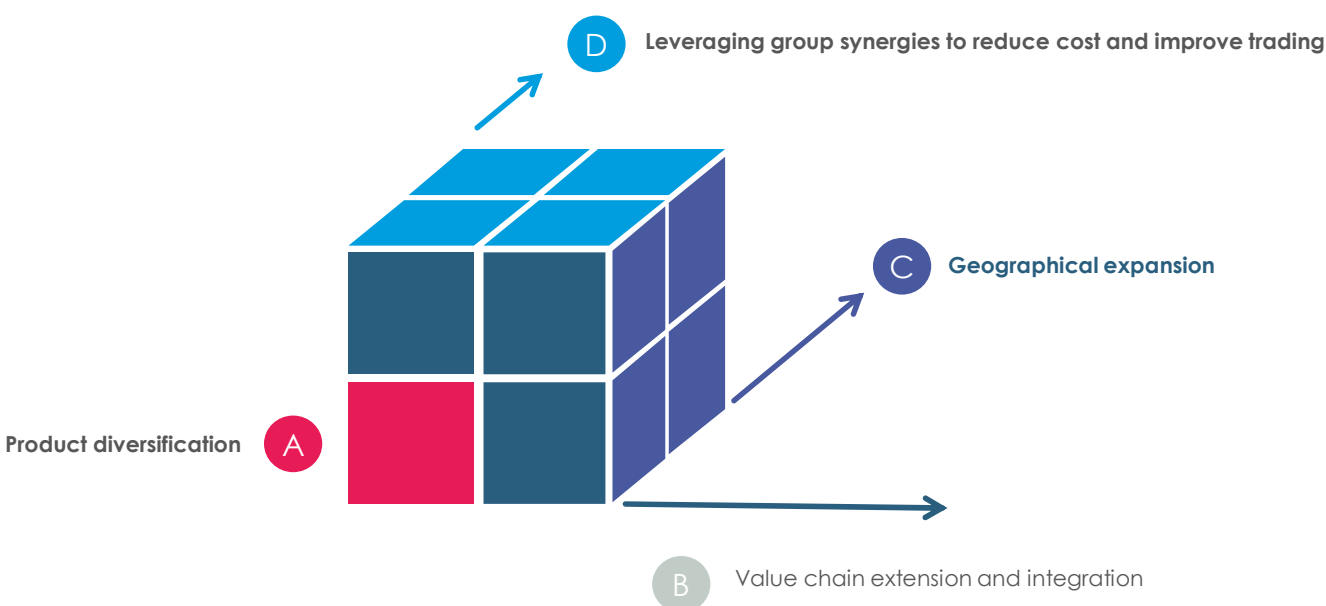 D Leveraging group synergies to reduce cost and improve trading
C Geographical expansion
Product diversification A
B Value chain extension and integration